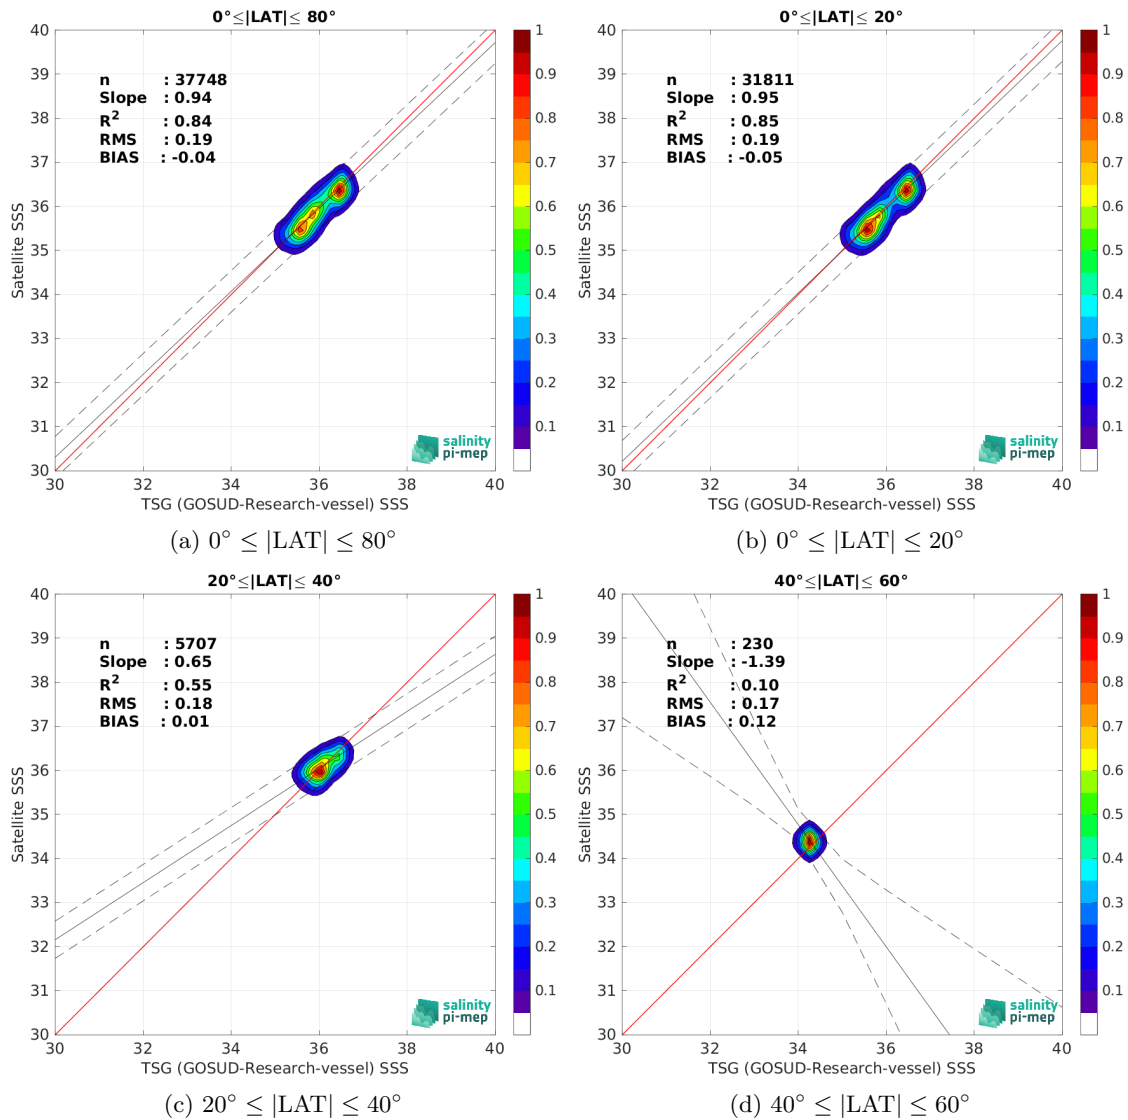 0°≤|LAT|≤ 80°
40
39
38
37
36
35
34
33
32
31
30
Satellite SSS
n : 37748
Slope : 0.94
R² : 0.84
RMS : 0.19
BIAS : -0.04
1
0.9
0.8
0.7
0.6
0.5
0.4
0.3
0.2
0.1
salinity
pi-mep
30 32 34 36 38 40
TSG (GOSUD-Research-vessel) SSS
(a) 0° ≤ |LAT| ≤ 80°
0°≤|LAT|≤ 20°
40
39
38
37
36
35
34
33
32
31
30
Satellite SSS
n : 31811
Slope : 0.95
R² : 0.85
RMS : 0.19
BIAS : -0.05
1
0.9
0.8
0.7
0.6
0.5
0.4
0.3
0.2
0.1
salinity
pi-mep
30 32 34 36 38 40
TSG (GOSUD-Research-vessel) SSS
(b) 0° ≤ |LAT| ≤ 20°
20°≤|LAT|≤ 40°
40
39
38
37
36
35
34
33
32
31
30
Satellite SSS
n : 5707
Slope : 0.65
R² : 0.55
RMS : 0.18
BIAS : 0.01
1
0.9
0.8
0.7
0.6
0.5
0.4
0.3
0.2
0.1
salinity
pi-mep
30 32 34 36 38 40
TSG (GOSUD-Research-vessel) SSS
(c) 20° ≤ |LAT| ≤ 40°
40°≤|LAT|≤ 60°
40
39
38
37
36
35
34
33
32
31
30
Satellite SSS
n : 230
Slope : -1.39
R² : 0.10
RMS : 0.17
BIAS : 0.12
1
0.9
0.8
0.7
0.6
0.5
0.4
0.3
0.2
0.1
salinity
pi-mep
30 32 34 36 38 40
TSG (GOSUD-Research-vessel) SSS
(d) 40° ≤ |LAT| ≤ 60°